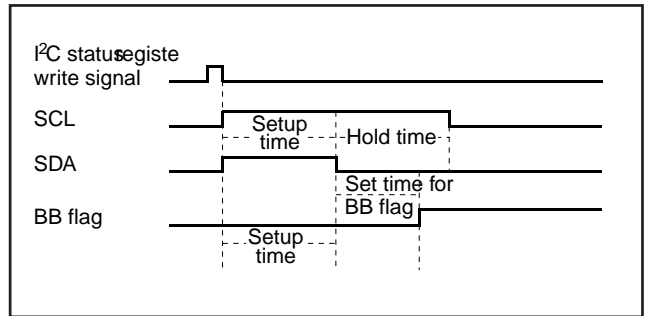 I²C statusregiste
write signal
SCL
Setup
time
Hold time
SDA
Set time for
BB flag
BB flag
Setup
time